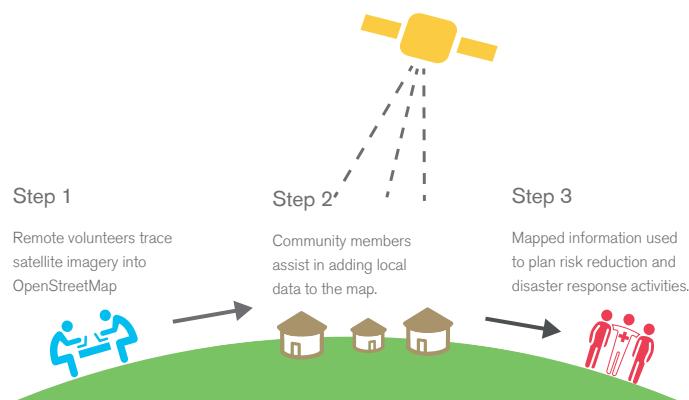 Step 1
Remote volunteers trace
satellite imagery into
OpenStreetMap
Step 2
Community members
assist in adding local
data to the map.
Step 3
Mapped information used
to plan risk reduction and
disaster response activities.